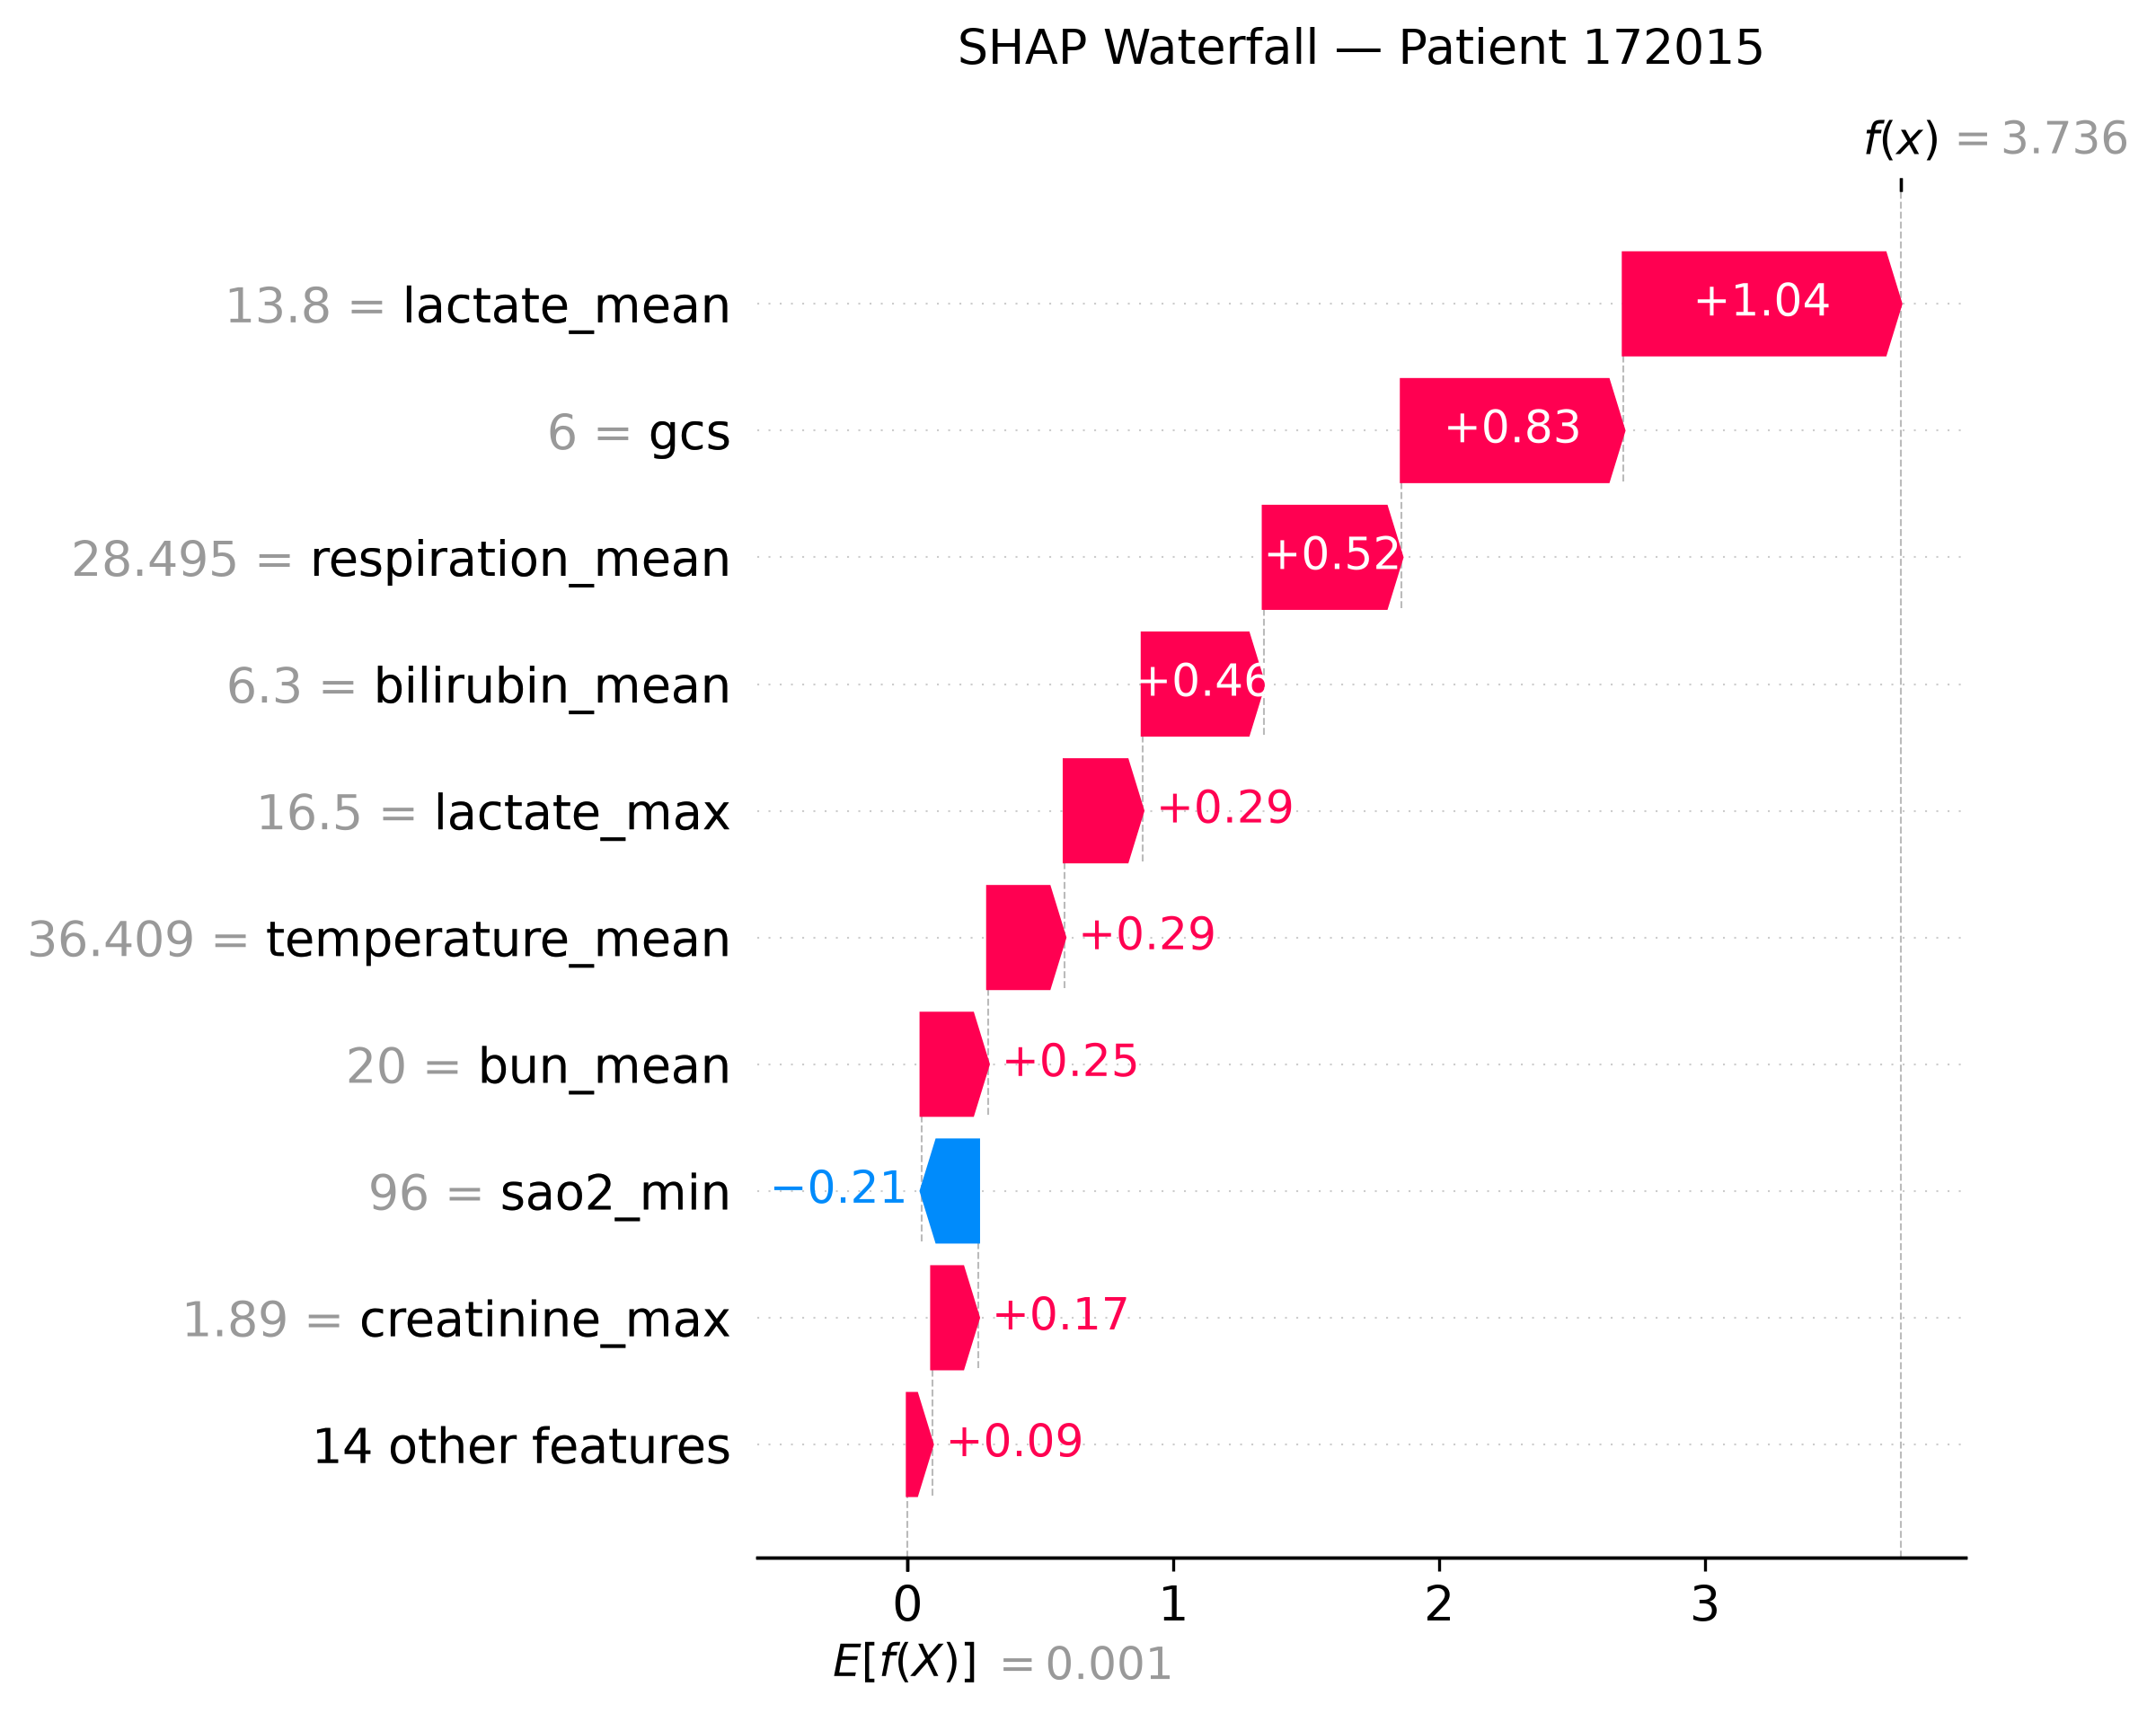 SHAP Waterfall — Patient 172015
f(x) = 3.736
13.8 = lactate_mean +1.04
6 = gcs +0.83
28.495 = respiration_mean +0.52
6.3 = bilirubin_mean +0.46
16.5 = lactate_max +0.29
36.409 = temperature_mean +0.29
20 = bun_mean +0.25
96 = sao2_min −0.21
1.89 = creatinine_max +0.17
14 other features +0.09
0 1 2 3
E[f(X)] = 0.001